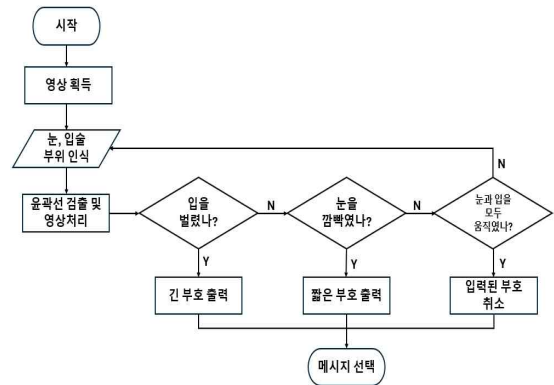 시작
영상 획득
눈, 입술
부위 인식
N
윤곽선 검출 및
영상처리
입을
벌렸나?
N
눈을
깜빡였나?
N
눈과 입을
모두
움직였나?
Y
Y
Y
긴 부호 출력
짧은 부호 출력
입력된 부호
취소
메시지 선택